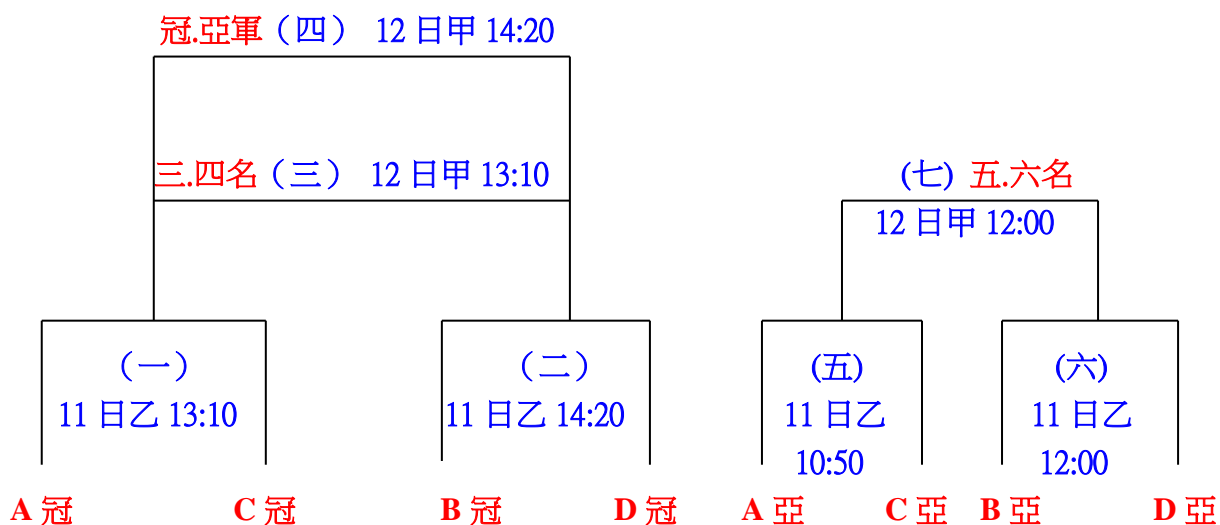 冠.亞軍（四） 12 日甲 14:20
三.四名（三） 12 日甲 13:10
(七) 五.六名
12 日甲 12:00
（一）
11 日乙 13:10
（二）
11 日乙 14:20
(五)
11 日乙
10:50
(六)
11 日乙
12:00
A 冠 C 冠 B 冠 D 冠 A 亞 C 亞 B 亞 D 亞